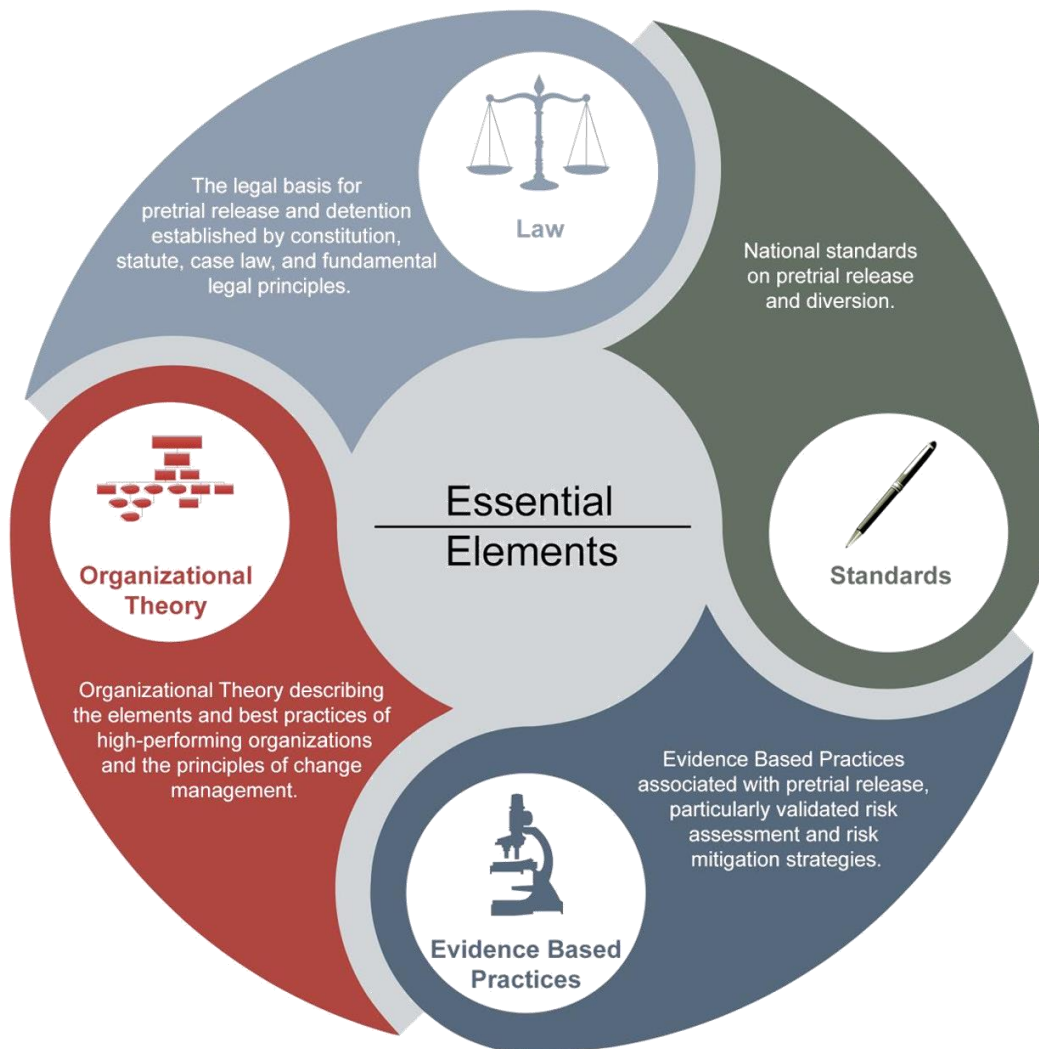 The legal basis for
pretrial release and detention
established by constitution,
statute, case law, and fundamental
legal principles.
Law
National standards
on pretrial release
and diversion.
Standards
Essential
Elements
Organizational
Theory
Organizational Theory describing
the elements and best practices of
high-performing organizations
and the principles of change
management.
Evidence Based Practices
associated with pretrial release,
particularly validated risk
assessment and risk
mitigation strategies.
Evidence Based
Practices